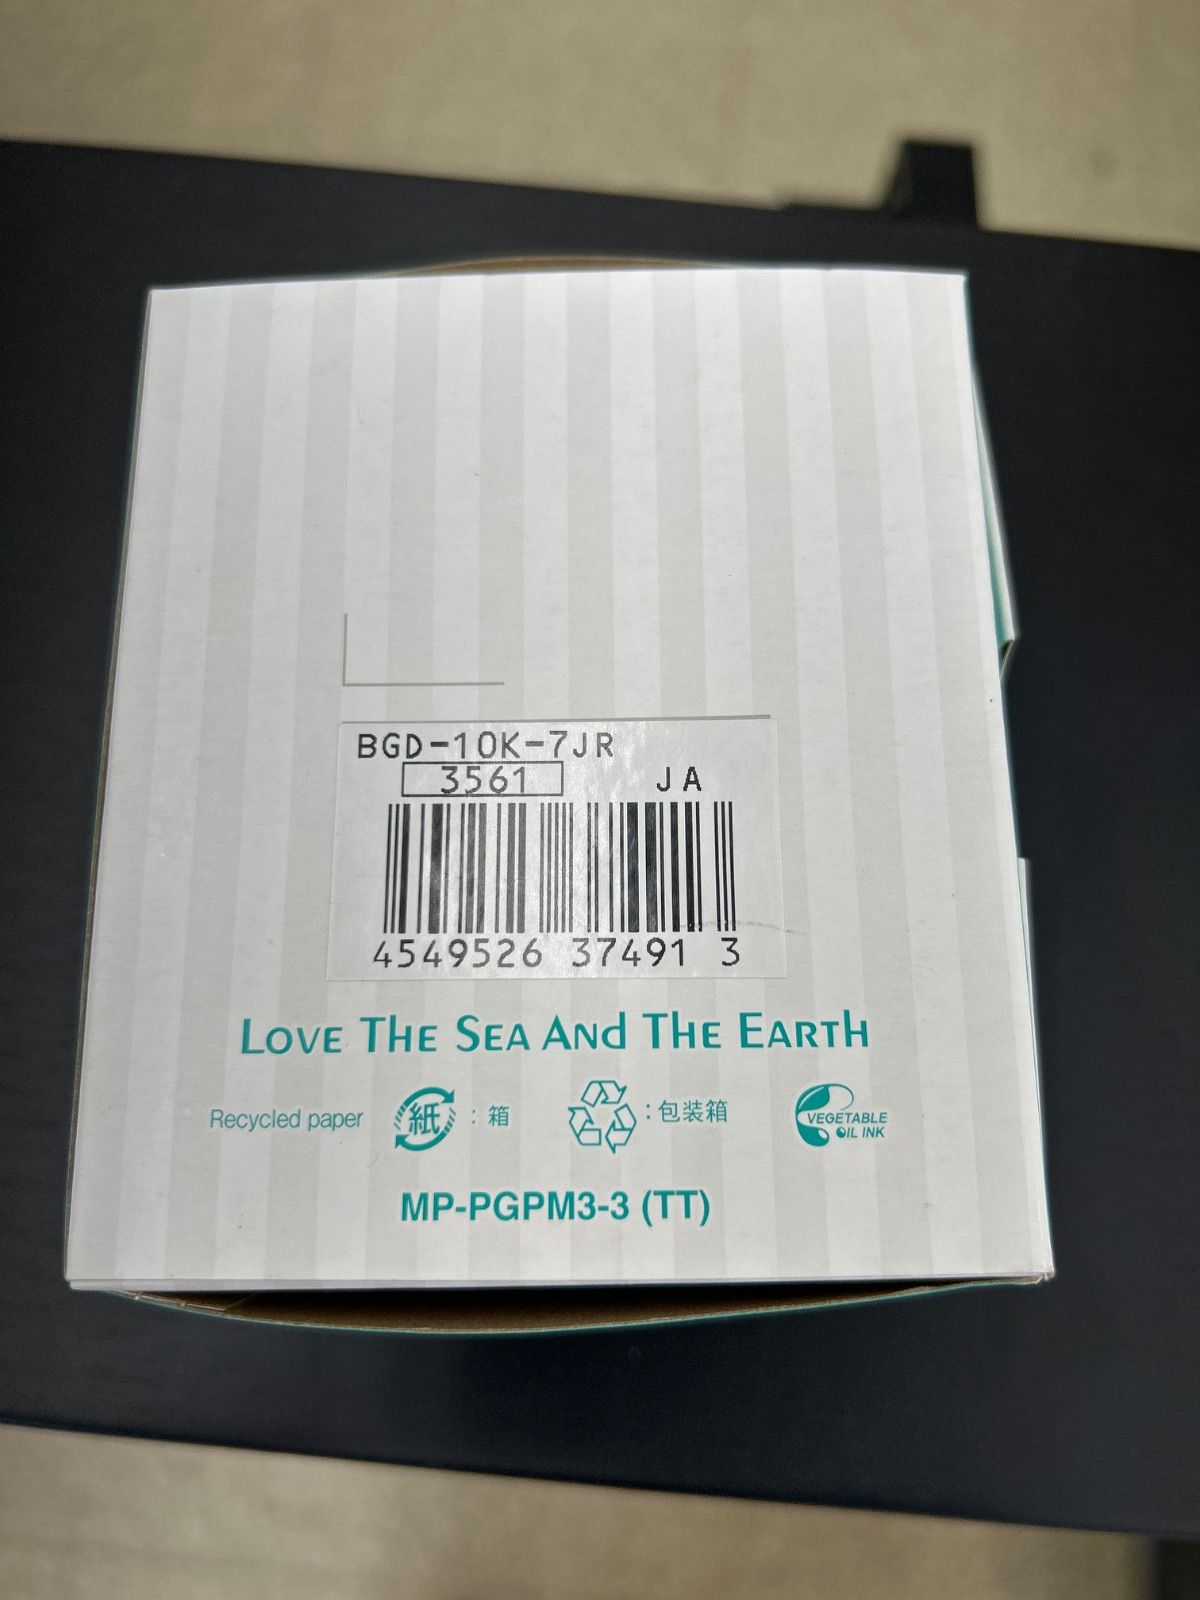 BGD-10K-7JR
3561 JA
4549526 37491 3
LOVE THE SEA AND THE EARTH
Recycled paper 紙 : 箱 : 包装箱 VEGETABLE
OIL INK
MP-PGPM3-3 (TT)